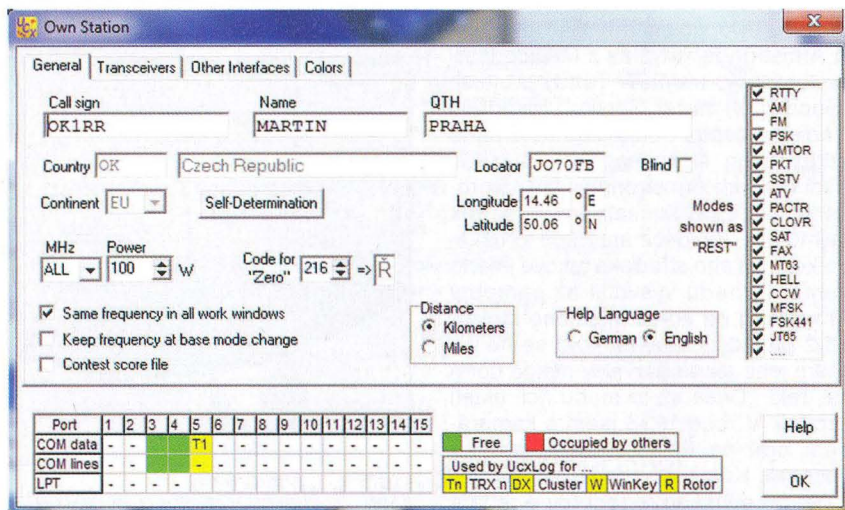 Own Station
General Transceivers Other Interfaces Colors
Call sign Name QTH
OK1RR MARTIN PRAHA
Country OK Czech Republic Locator JO70FB Blind
Continent EU Self-Determination Longitude 14.46 ° E
Latitude 50.06 ° N
MHz Power
ALL 100 W Code for "Zero" 216 => Ř
Same frequency in all work windows
Keep frequency at base mode change
Contest score file
Distance
Kilometers
Miles
Help Language
German English
Modes
shown as
"REST"
RTTY
AM
FM
PSK
AMTOR
PKT
SSTV
ATV
PACTR
CLOVR
SAT
FAX
MT63
HELL
CCW
MFSK
FSK441
JT65
.....
Port 1 2 3 4 5 6 7 8 9 10 11 12 13 14 15
COM data - - T1 - - - - - - - - - -
COM lines - - - - - - - - - - - - -
LPT - - - -
Free Occupied by others
Used by UcxLog for ...
Tn TRX n DX Cluster W WinKey R Rotor
Help
OK